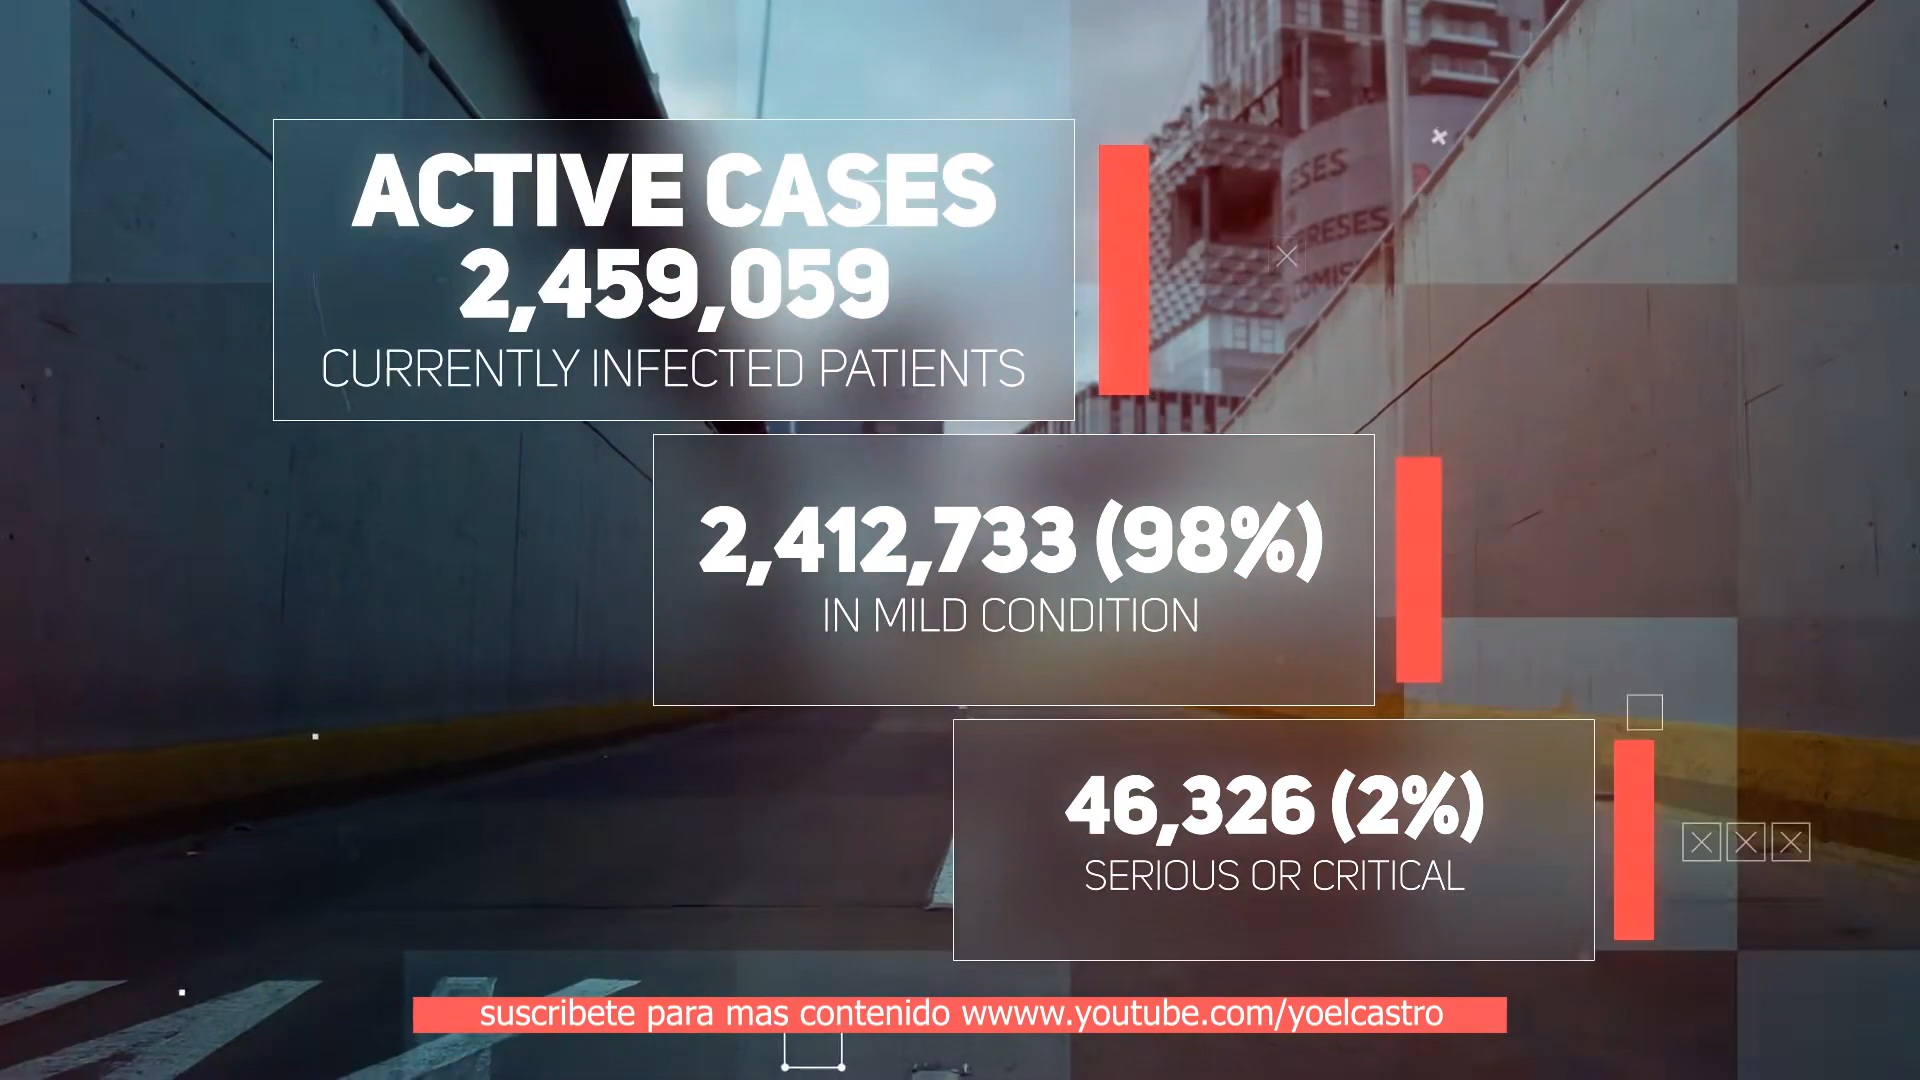 ACTIVE CASES
2,459,059
CURRENTLY INFECTED PATIENTS
2,412,733 (98%)
IN MILD CONDITION
46,326 (2%)
SERIOUS OR CRITICAL
suscribete para mas contenido wwww.youtube.com/yoelcastro